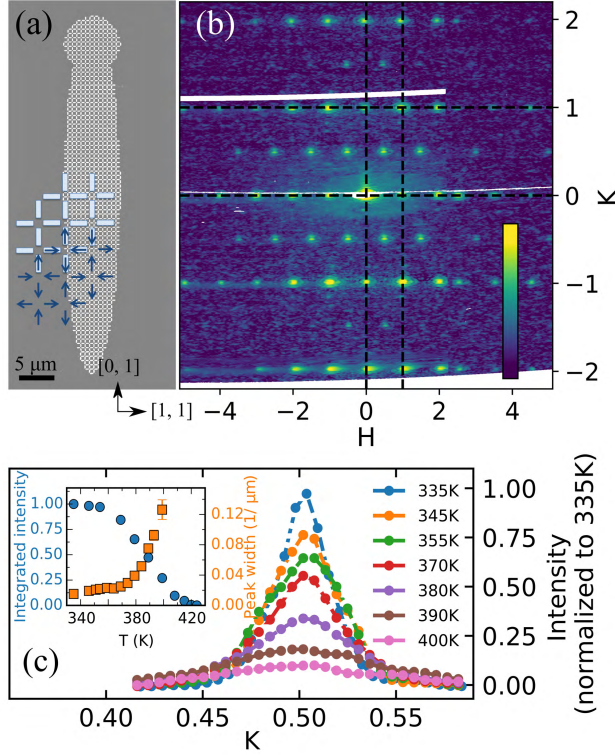 (a)
5 μm
[0, 1]
[1, 1]
(b)
2
1
0
−1
−2
K
−4
−2
0
2
4
H
(c)
Integrated intensity
1.00
0.75
0.50
0.25
0.00
340
380
420
T (K)
0.12
0.08
0.04
0.00
Peak width (1/ μm)
335K
345K
355K
370K
380K
390K
400K
1.00
0.75
0.50
0.25
0.00
Intensity
(normalized to 335K)
0.40
0.45
0.50
0.55
K